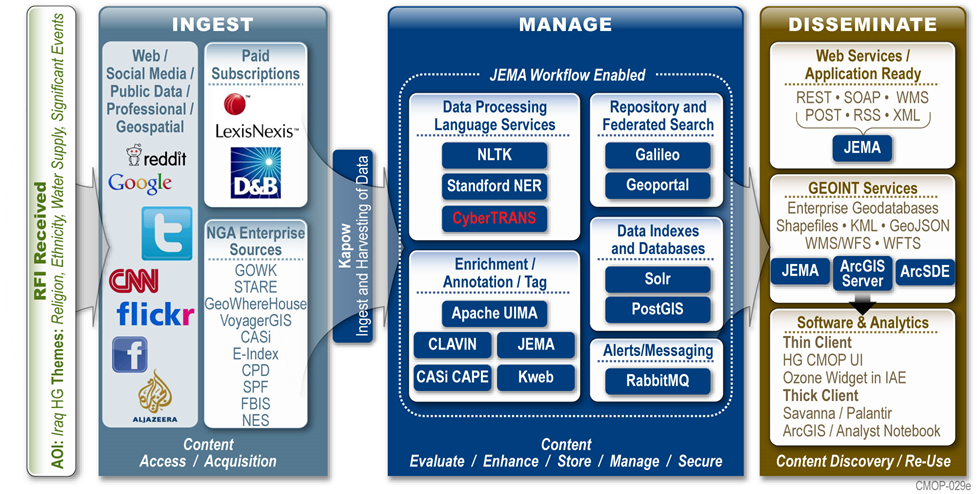 RFI Received
AOI: Iraq HG Themes: Religion, Ethnicity, Water Supply, Significant Events
INGEST
Web /
Social Media /
Public Data /
Professional /
Geospatial
reddit
Google
t
CNN
flickr
f
ALJAZEERA
Paid
Subscriptions
LexisNexis™
D&B
NGA Enterprise
Sources
GOWK
STARE
GeoWhereHouse
VoyagerGIS
CASi
E-Index
CPD
SPF
FBIS
NES
Content
Access / Acquisition
Kapow
Ingest and Harvesting of Data
MANAGE
JEMA Workflow Enabled
Data Processing
Language Services
NLTK
Standford NER
CyberTRANS
Enrichment /
Annotation / Tag
Apache UIMA
CLAVIN JEMA
CASi CAPE Kweb
Repository and
Federated Search
Galileo
Geoportal
Data Indexes
and Databases
Solr
PostGIS
Alerts/Messaging
RabbitMQ
Content
Evaluate / Enhance / Store / Manage / Secure
DISSEMINATE
Web Services /
Application Ready
REST • SOAP • WMS
POST • RSS • XML
JEMA
GEOINT Services
Enterprise Geodatabases
Shapefiles • KML • GeoJSON
WMS/WFS • WFTS
JEMA
ArcGIS
Server
ArcSDE
Software & Analytics
Thin Client
HG CMOP UI
Ozone Widget in IAE
Thick Client
Savanna / Palantir
ArcGIS / Analyst Notebook
Content Discovery / Re-Use
CMOP-029e